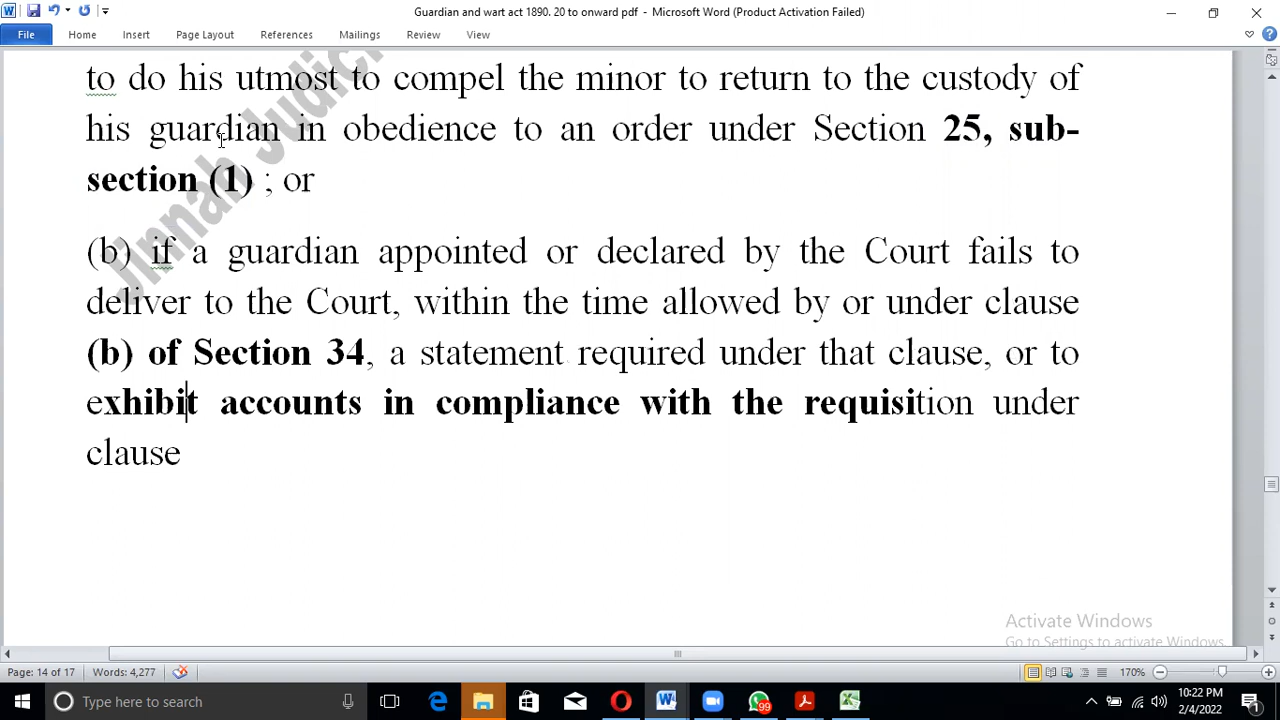 Guardian and wart act 1890. 20 to onward pdf - Microsoft Word (Product Activation Failed)
File Home Insert Page Layout References Mailings Review View
to do his utmost to compel the minor to return to the custody of
his guardian in obedience to an order under Section 25, sub-
section (1) ; or
(b) if a guardian appointed or declared by the Court fails to
deliver to the Court, within the time allowed by or under clause
(b) of Section 34, a statement required under that clause, or to
exhibit accounts in compliance with the requisition under
clause
Jinnah Judici
Activate Windows
Go to Settings to activate Windows.
Page: 14 of 17 Words: 4,277 170%
Type here to search 99 10:22 PM
2/4/2022 1